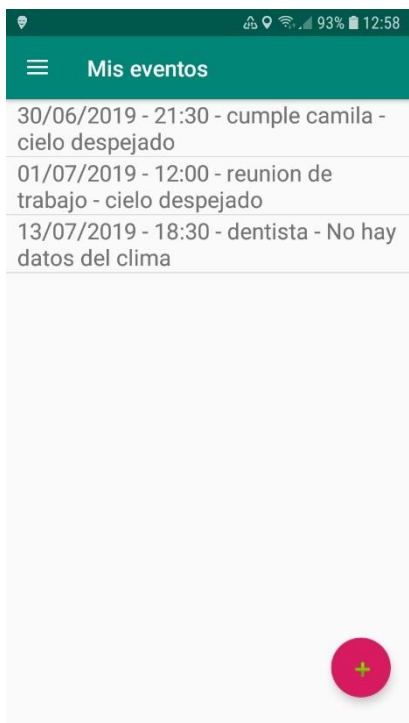 93% 12:58
Mis eventos
30/06/2019 - 21:30 - cumple camila -
cielo despejado
01/07/2019 - 12:00 - reunion de
trabajo - cielo despejado
13/07/2019 - 18:30 - dentista - No hay
datos del clima
+